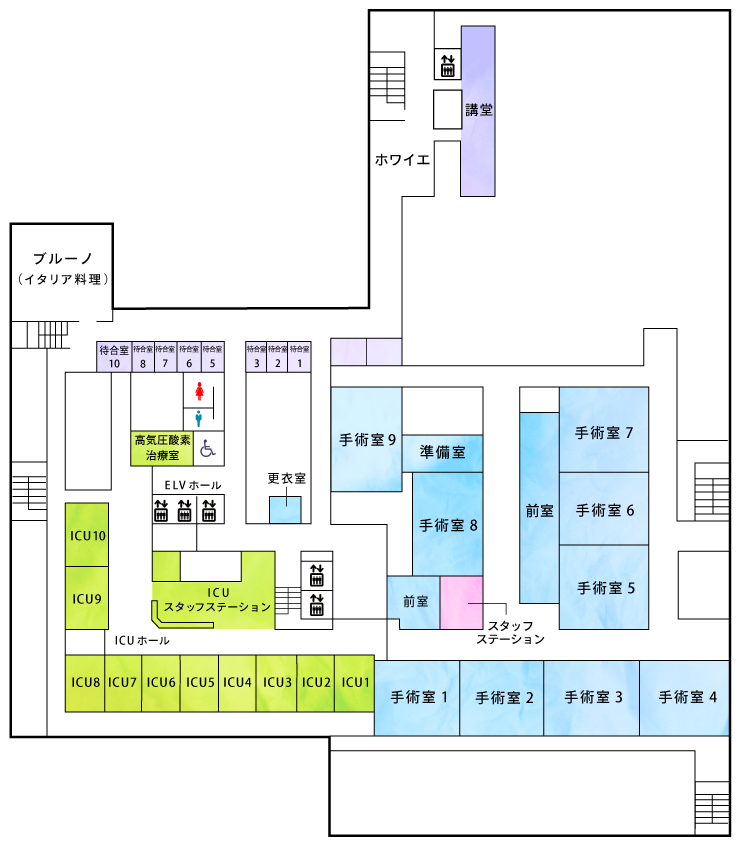 講堂
ホワイエ
ブルーノ
（イタリア料理）
待合室
10
待合室
8
待合室
7
待合室
6
待合室
5
待合室
3
待合室
2
待合室
1
高気圧酸素
治療室
ELVホール
更衣室
手術室9
準備室
手術室8
前室
手術室7
手術室6
手術室5
前室
スタッフ
ステーション
ICU10
ICU9
ICU
スタッフステーション
ICUホール
ICU8
ICU7
ICU6
ICU5
ICU4
ICU3
ICU2
ICU1
手術室1
手術室2
手術室3
手術室4